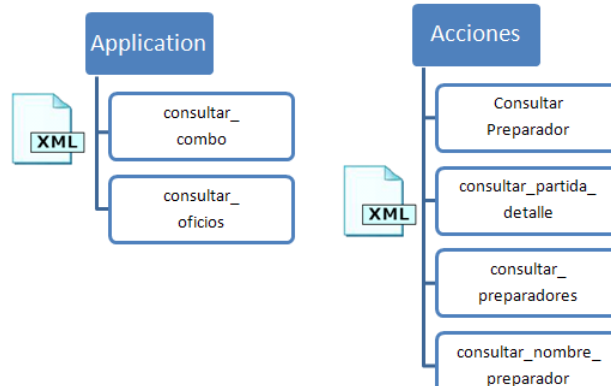 Application
XML
consultar_
combo
consultar_
oficios
Acciones
XML
Consultar
Preparador
consultar_partida_
detalle
consultar_
preparadores
consultar_nombre_
preparador